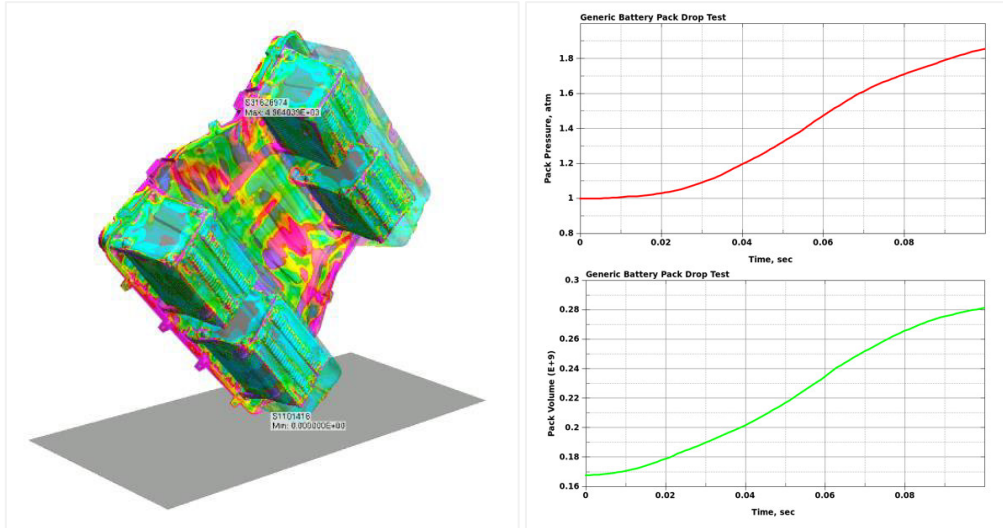 S31626974
Max: 4.564039E+03
S1101416
Min: 0.000000E+00
Generic Battery Pack Drop Test
Pack Pressure, atm
1.8
1.6
1.4
1.2
1
0.8
0
0.02
0.04
0.06
0.08
Time, sec
Generic Battery Pack Drop Test
Pack Volume (E+9)
0.3
0.28
0.26
0.24
0.22
0.2
0.18
0.16
0
0.02
0.04
0.06
0.08
Time, sec